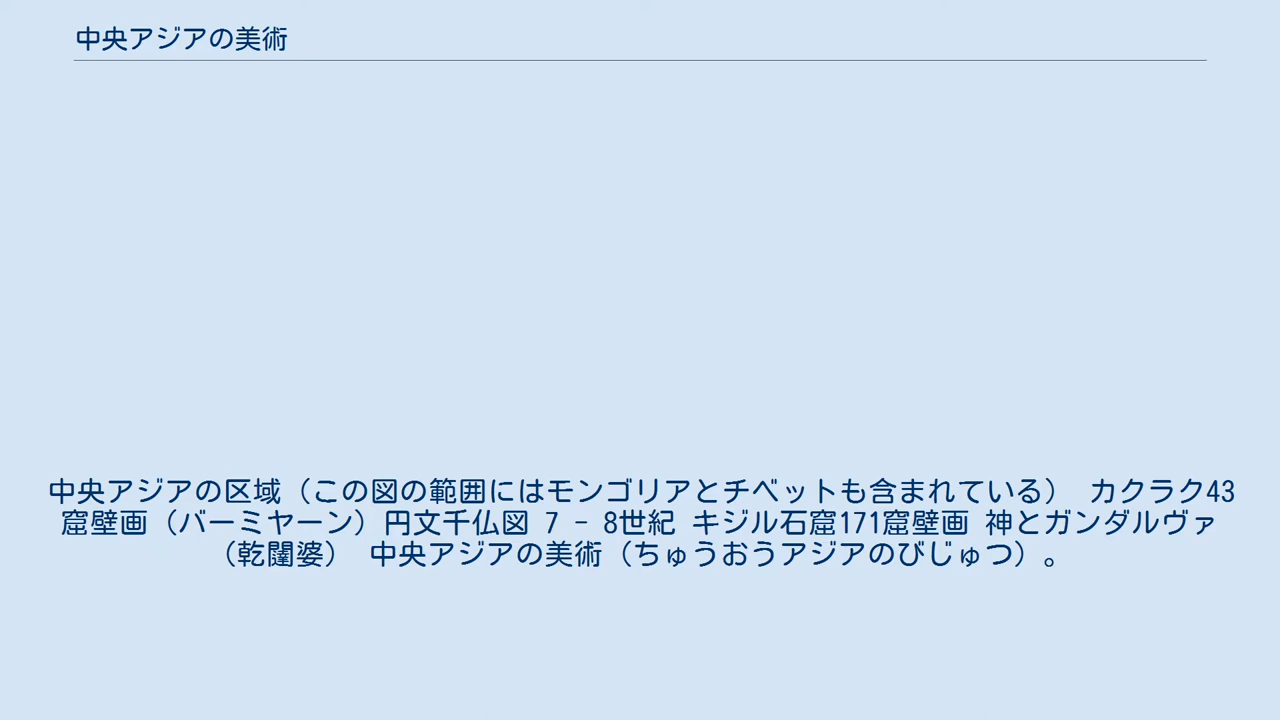 中央アジアの美術
中央アジアの区域（この図の範囲にはモンゴリアとチベットも含まれている） カクラク43
窟壁画（バーミヤーン）円文千仏図 7 - 8世紀 キジル石窟171窟壁画 神とガンダルヴァ
（乾闥婆） 中央アジアの美術（ちゅうおうアジアのびじゅつ）。